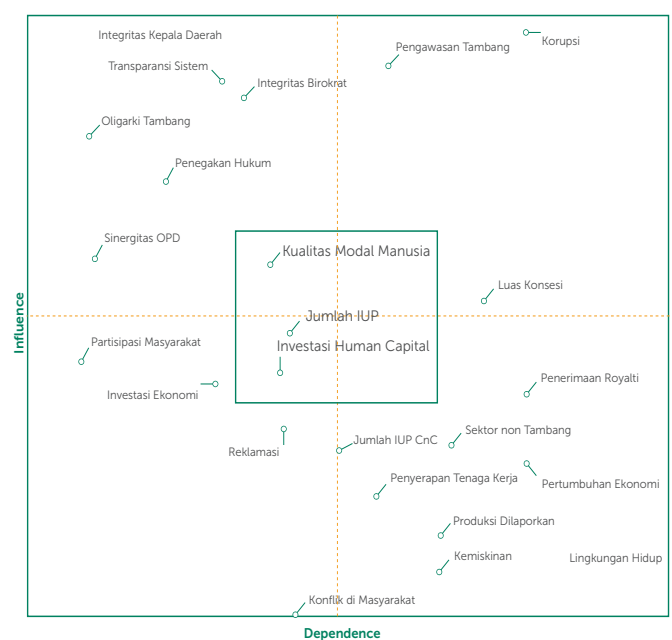 Integritas Kepala Daerah
Korupsi
Pengawasan Tambang
Transparansi Sistem
Integritas Birokrat
Oligarki Tambang
Penegakan Hukum
Sinergitas OPD
Kualitas Modal Manusia
Luas Konsesi
Influence
Jumlah IUP
Partisipasi Masyarakat
Investasi Human Capital
Penerimaan Royalti
Investasi Ekonomi
Sektor non Tambang
Jumlah IUP CnC
Reklamasi
Penyerapan Tenaga Kerja
Pertumbuhan Ekonomi
Produksi Dilaporkan
Kemiskinan
Lingkungan Hidup
Konflik di Masyarakat
Dependence